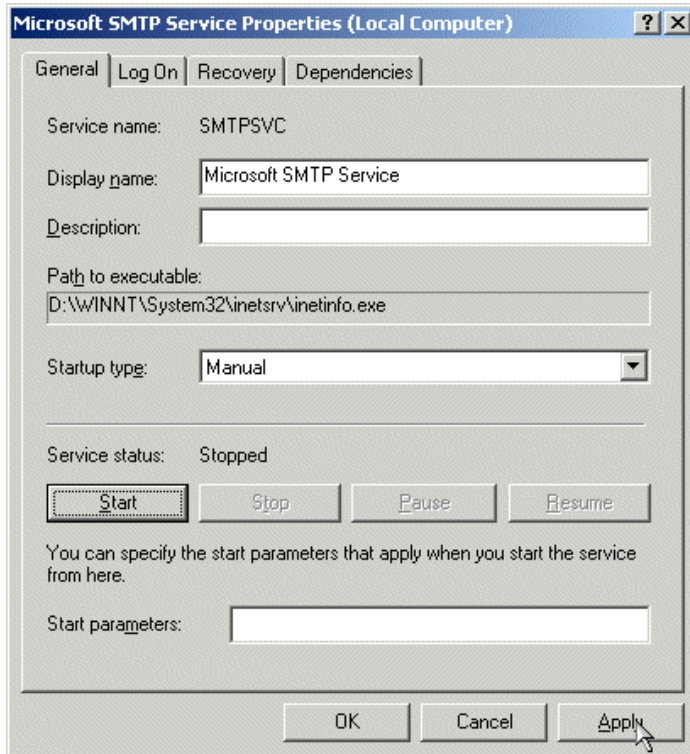 Microsoft SMTP Service Properties (Local Computer)
General Log On Recovery Dependencies
Service name: SMTPSVC
Display name: Microsoft SMTP Service
Description:
Path to executable:
D:\WINNT\System32\inetsrv\inetinfo.exe
Startup type: Manual
Service status: Stopped
Start Stop Pause Resume
You can specify the start parameters that apply when you start the service
from here.
Start parameters:
OK Cancel Apply